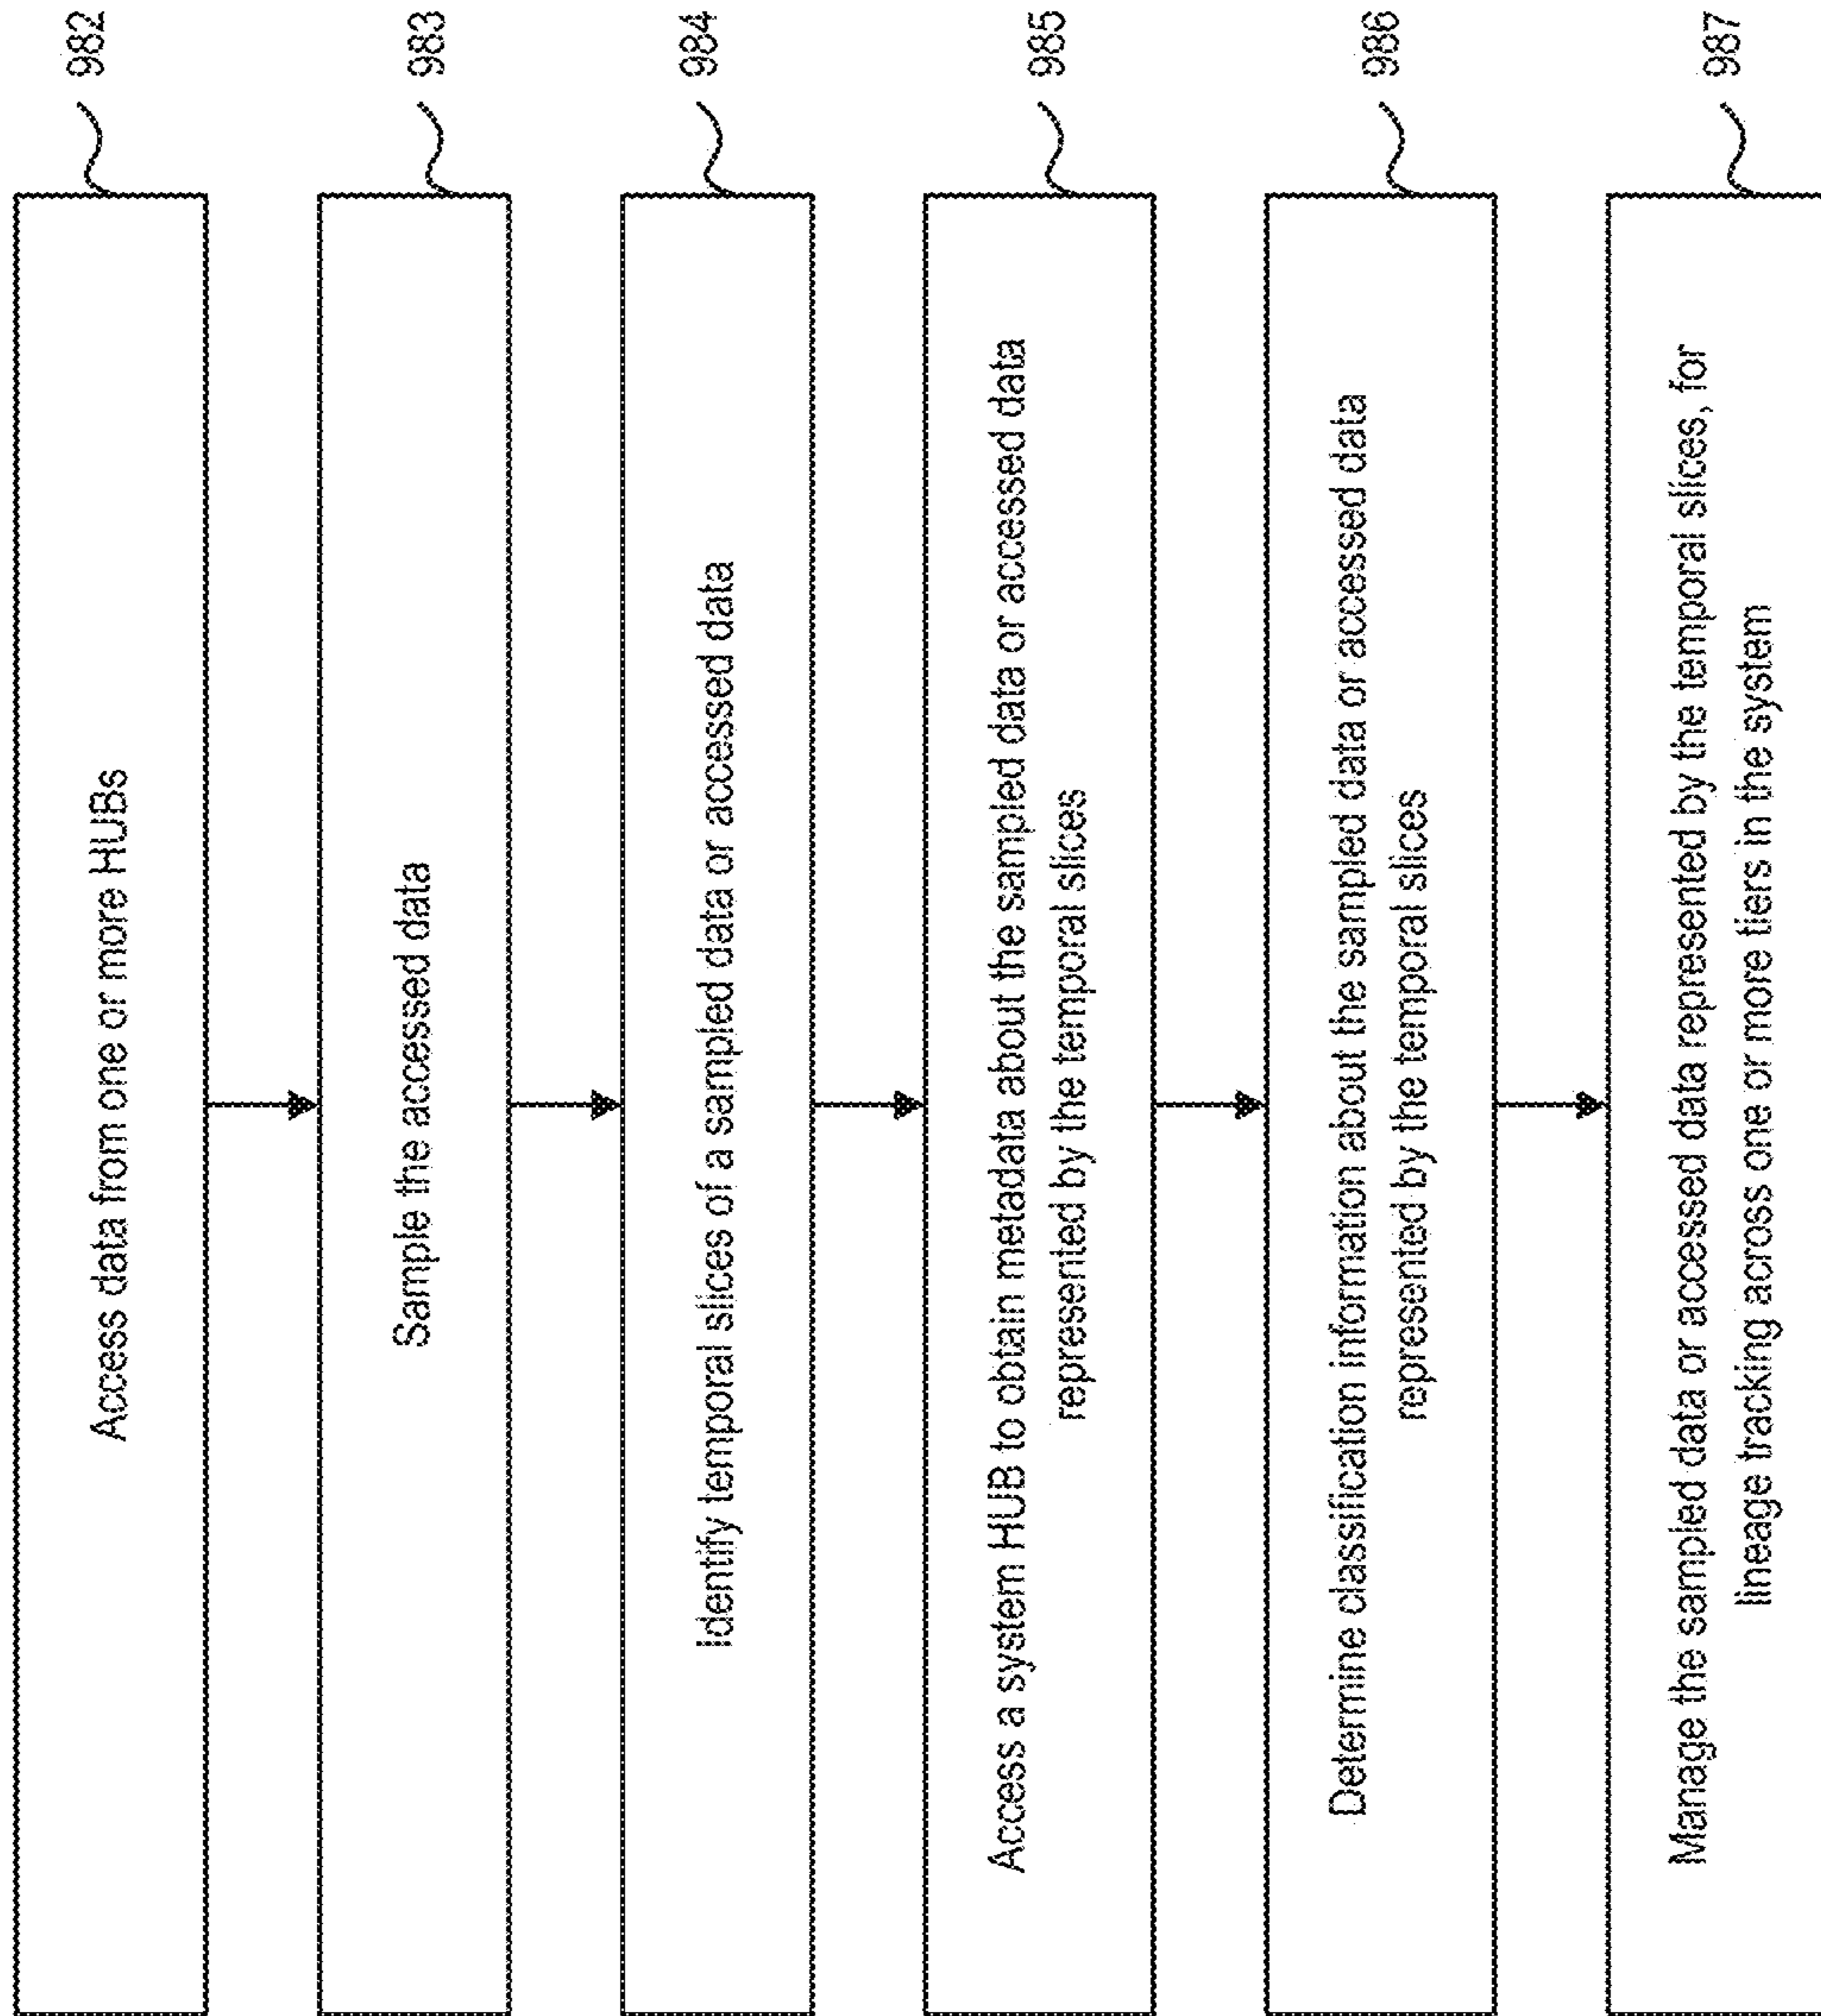 Access data from one or more HUBs
982
Sample the accessed data
983
Identify temporal slices of a sampled data or accessed data
984
Access a system HUB to obtain metadata about the sampled data or accessed data
represented by the temporal slices
985
Determine classification information about the sampled data or accessed data
represented by the temporal slices
986
Manage the sampled data or accessed data represented by the temporal slices, for
lineage tracking across one or more tiers in the system
987